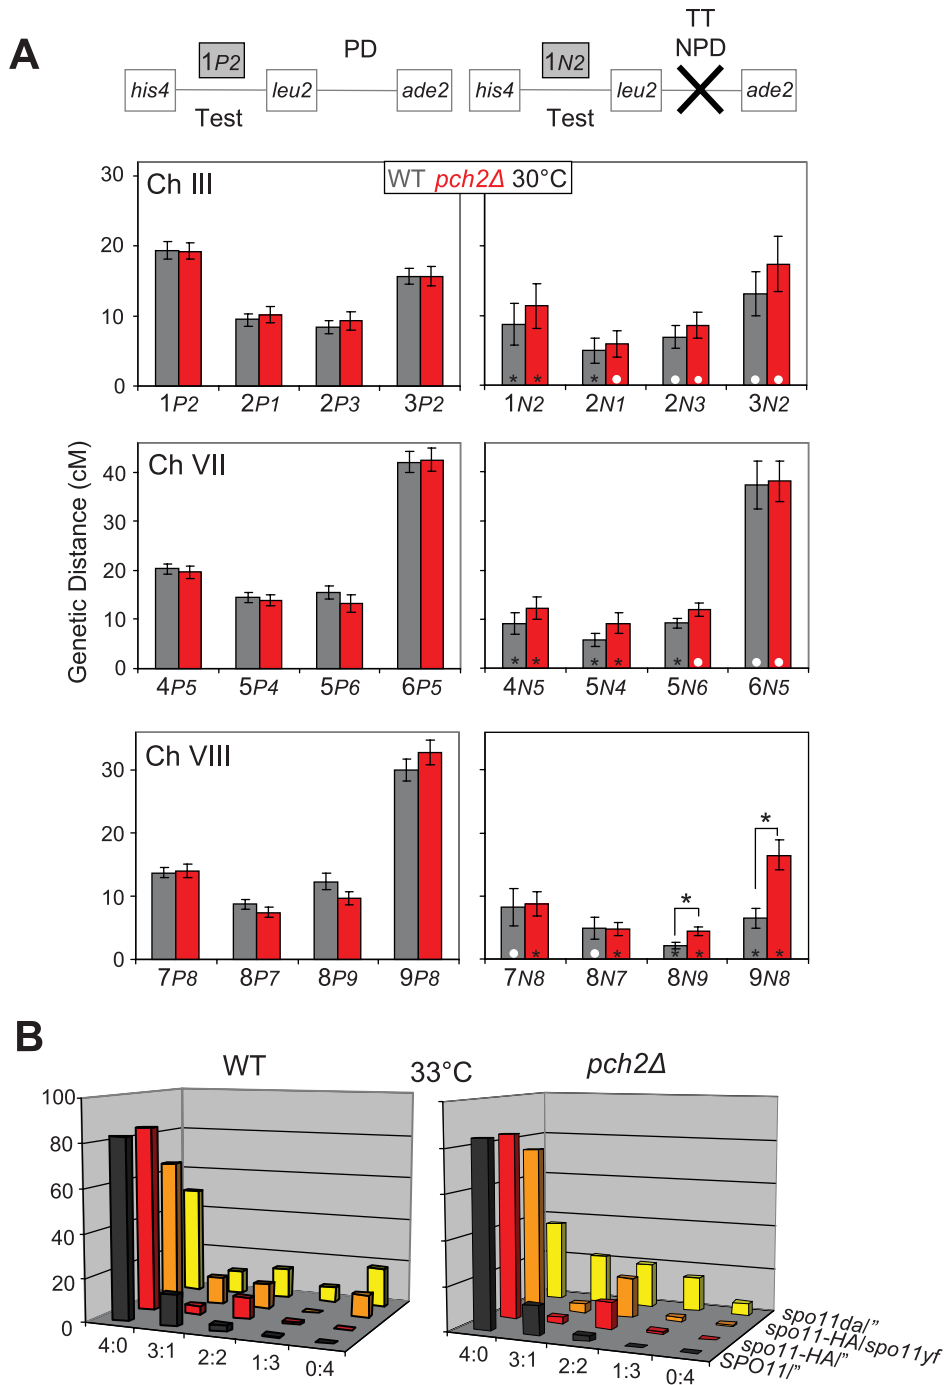 A
TT
PD
NPD
1P2
1N2
his4
leu2
ade2
his4
leu2
ade2
Test
Test
WT pch2Δ 30°C
Genetic Distance (cM)
Ch III
30
20
10
0
1P2 2P1 2P3 3P2
* * *
1N2 2N1 2N3 3N2
Ch VII
40
30
20
10
0
4P5 5P4 5P6 6P5
* * * * *
4N5 5N4 5N6 6N5
Ch VIII
30
20
10
0
7P8 8P7 8P9 9P8
* *
* * * * * *
7N8 8N7 8N9 9N8
B
WT
33°C
pch2Δ
100
80
60
40
20
0
4:0 3:1 2:2 1:3 0:4
4:0 3:1 2:2 1:3 0:4
spo11da/"
spo11-HA/spo11yf
spo11-HA/"
SPO11/"